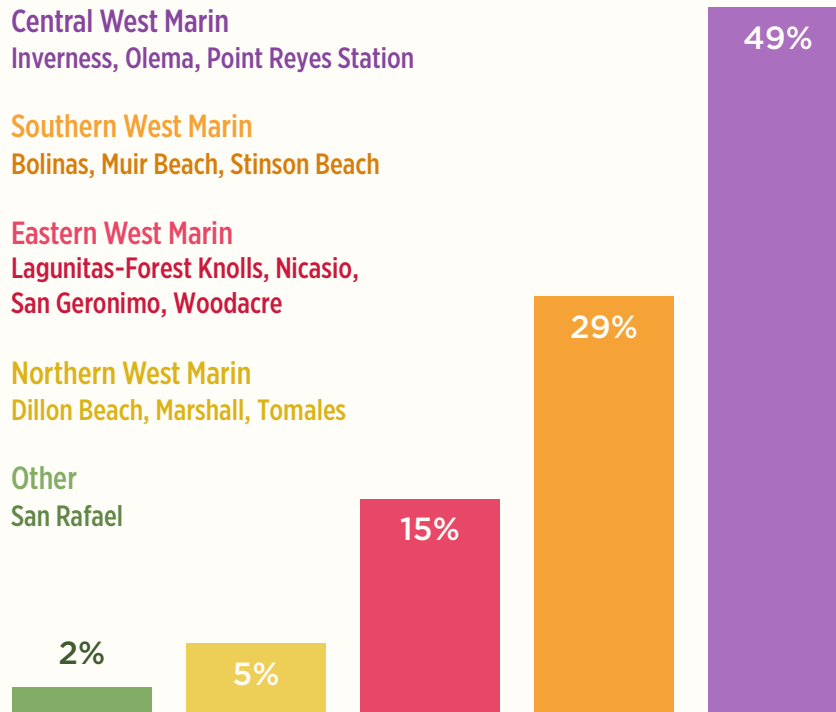 Central West Marin
Inverness, Olema, Point Reyes Station
Southern West Marin
Bolinas, Muir Beach, Stinson Beach
Eastern West Marin
Lagunitas-Forest Knolls, Nicasio,
San Geronimo, Woodacre
Northern West Marin
Dillon Beach, Marshall, Tomales
Other
San Rafael
2%
5%
15%
29%
49%